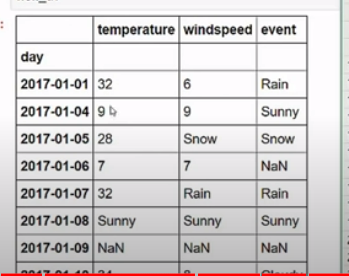 temperature windspeed event
day
2017-01-01 32 6 Rain
2017-01-04 9 9 Sunny
2017-01-05 28 Snow Snow
2017-01-06 7 7 NaN
2017-01-07 32 Rain Rain
2017-01-08 Sunny Sunny Sunny
2017-01-09 NaN NaN NaN